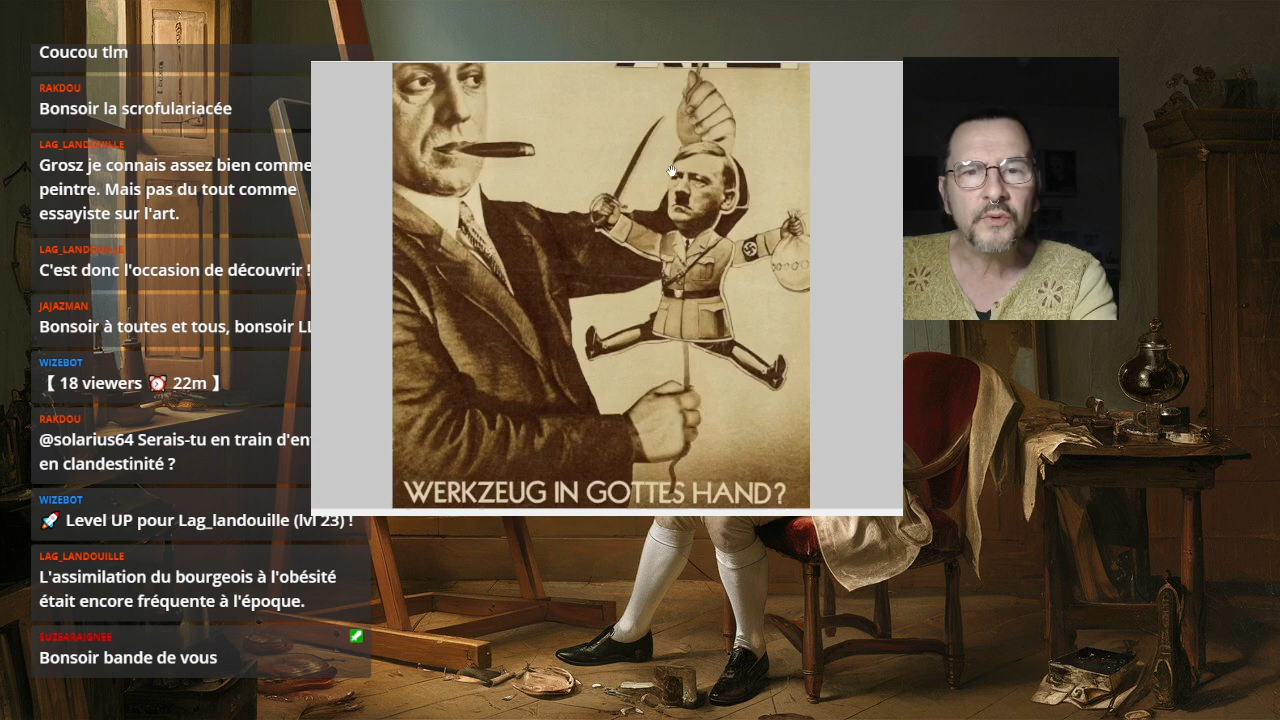 Coucou tlm
RAKDOU
Bonsoir la scrofulariacée
LAG_LANDOUILLE
Grosz je connais assez bien comme
peintre. Mais pas du tout comme
essayiste sur l'art.
LAG_LANDOUILLE
C'est donc l'occasion de découvrir !
JAJAZMAN
Bonsoir à toutes et tous, bonsoir
WIZEBOT
【 18 viewers ⏰ 22m 】
RAKDOU
@solarius64 Serais-tu en train
en clandestinité ?
WIZEBOT
🚀 Level UP pour Lag_landouille (lvl 23) !
LAG_LANDOUILLE
L'assimilation du bourgeois à l'obésité
était encore fréquente à l'époque.
SUZEARAIGNEE
Bonsoir bande de vous
WERKZEUG IN GOTTES HAND?